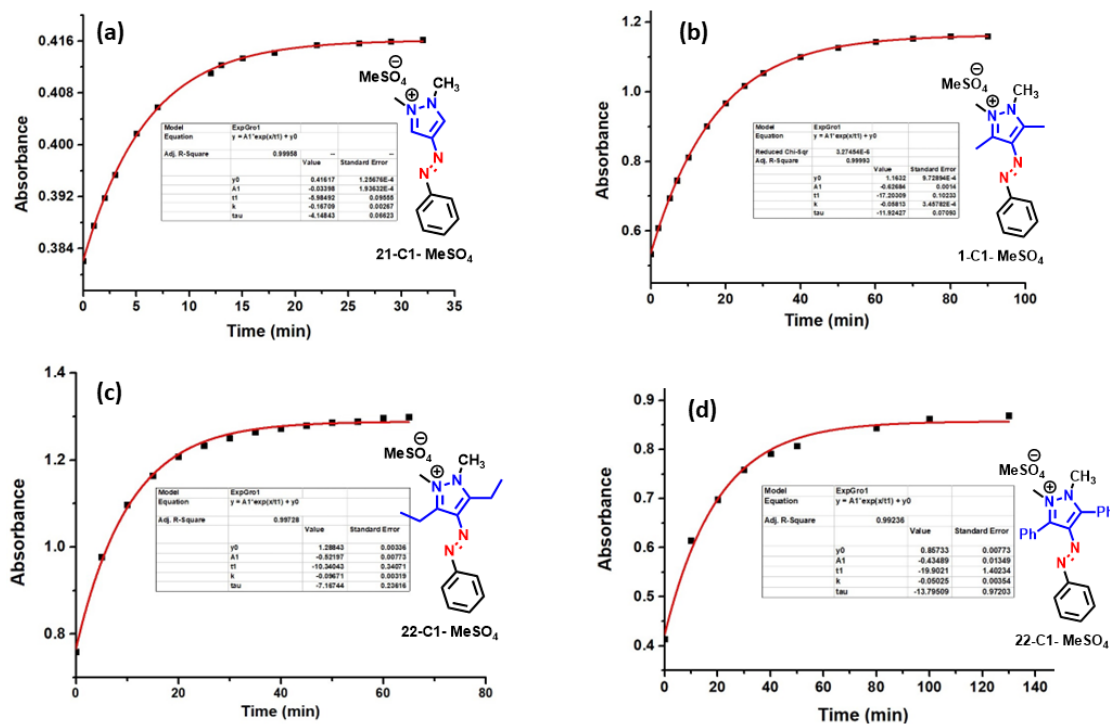 (a)
0.416
0.408
0.400
0.392
0.384
Absorbance
0 5 10 15 20 25 30 35
Time (min)
⊖
MeSO4
CH3
N
+
N
N
N
21-C1- MeSO4
Model ExpGro1
Equation y = A1*exp(x/t1) + y0
Adj. R-Square 0.99958 -- --
Value Standard Error
y0 0.41617 1.25676E-4
A1 -0.03398 1.93632E-4
t1 -5.98492 0.09555
k -0.16709 0.00267
tau -4.14843 0.06623
(b)
1.2
1.0
0.8
0.6
Absorbance
0 20 40 60 80 100
Time (min)
⊖
MeSO4
CH3
N
+
N
N
N
1-C1- MeSO4
Model ExpGro1
Equation y = A1*exp(x/t1) + y0
Reduced Chi-Sqr 3.27454E-6
Adj. R-Square 0.99993
Value Standard Error
y0 1.1632 9.72894E-4
A1 -0.62684 0.0014
t1 -17.20309 0.10233
k -0.05813 3.45782E-4
tau -11.92427 0.07093
(c)
1.4
1.2
1.0
0.8
Absorbance
0 20 40 60 80
Time (min)
⊖
MeSO4
CH3
N
+
N
N
N
22-C1- MeSO4
Model ExpGro1
Equation y = A1*exp(x/t1) + y0
Adj. R-Square 0.99728
Value Standard Error
y0 1.28843 0.00336
A1 -0.52197 0.00773
t1 -10.34043 0.34071
k -0.09671 0.00319
tau -7.16744 0.23616
(d)
0.9
0.8
0.7
0.6
0.5
0.4
Absorbance
0 20 40 60 80 100 120 140
Time (min)
⊖
MeSO4
CH3
N
+
N
Ph
Ph
N
N
22-C1- MeSO4
Model ExpGro1
Equation y = A1*exp(x/t1) + y0
Adj. R-Square 0.99236
Value Standard Error
y0 0.85733 0.00773
A1 -0.43489 0.01349
t1 -19.9021 1.40234
k -0.05025 0.00354
tau -13.79509 0.97203